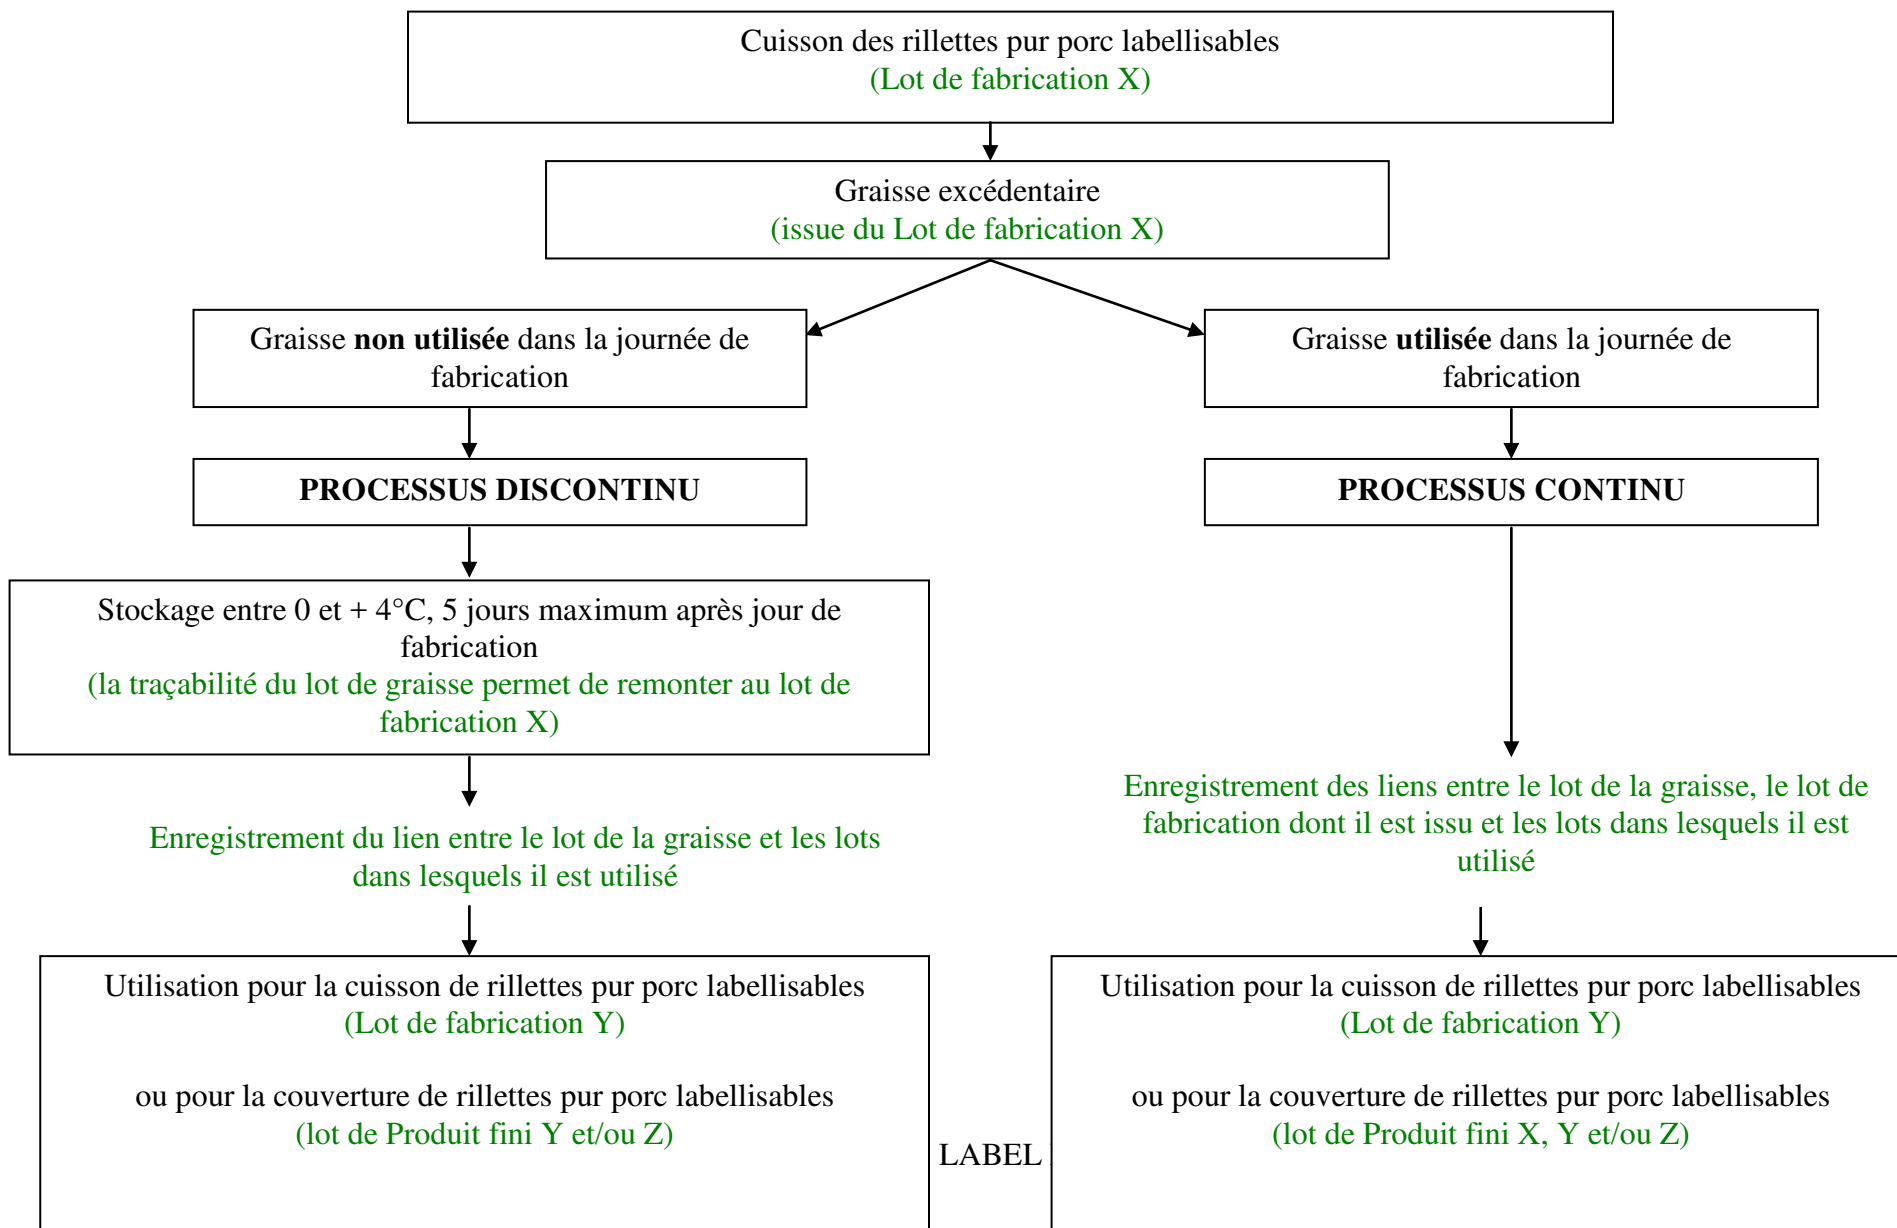 Cuisson des rillettes pur porc labellisables
(Lot de fabrication X)
Graisse excédentaire
(issue du Lot de fabrication X)
Graisse non utilisée dans la journée de
fabrication
Graisse utilisée dans la journée de
fabrication
PROCESSUS DISCONTINU
PROCESSUS CONTINU
Stockage entre 0 et + 4°C, 5 jours maximum après jour de
fabrication
(la traçabilité du lot de graisse permet de remonter au lot de
fabrication X)
Enregistrement du lien entre le lot de la graisse et les lots
dans lesquels il est utilisé
Enregistrement des liens entre le lot de la graisse, le lot de
fabrication dont il est issu et les lots dans lesquels il est
utilisé
Utilisation pour la cuisson de rillettes pur porc labellisables
(Lot de fabrication Y)
ou pour la couverture de rillettes pur porc labellisables
(lot de Produit fini Y et/ou Z)
Utilisation pour la cuisson de rillettes pur porc labellisables
(Lot de fabrication Y)
ou pour la couverture de rillettes pur porc labellisables
(lot de Produit fini X, Y et/ou Z)
LABEL